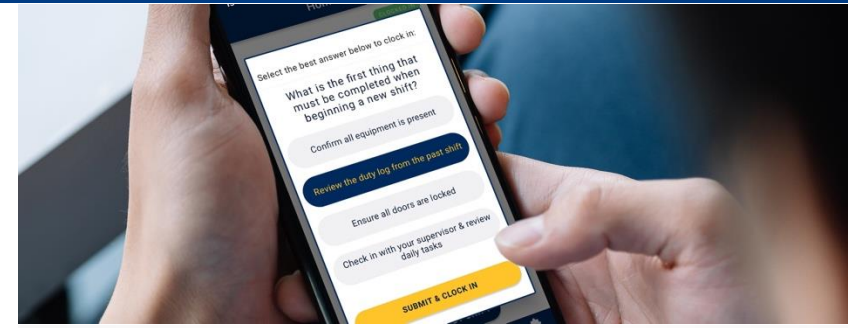 Select the best answer below to clock in:
What is the first thing that
must be completed when
beginning a new shift?
Confirm all equipment is present
Review the duty log from the past shift
Ensure all doors are locked
Check in with your supervisor & review
daily tasks
SUBMIT & CLOCK IN